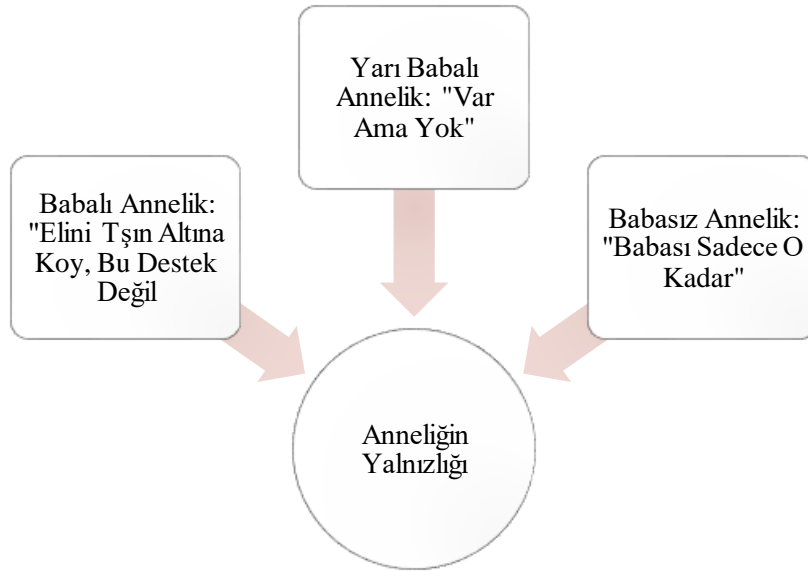 Yarı Babalı
Annelik: "Var
Ama Yok"
Babalı Annelik:
"Elini Tşın Altına
Koy, Bu Destek
Değil
Babasız Annelik:
"Babası Sadece O
Kadar"
Anneliğin
Yalnızlığı